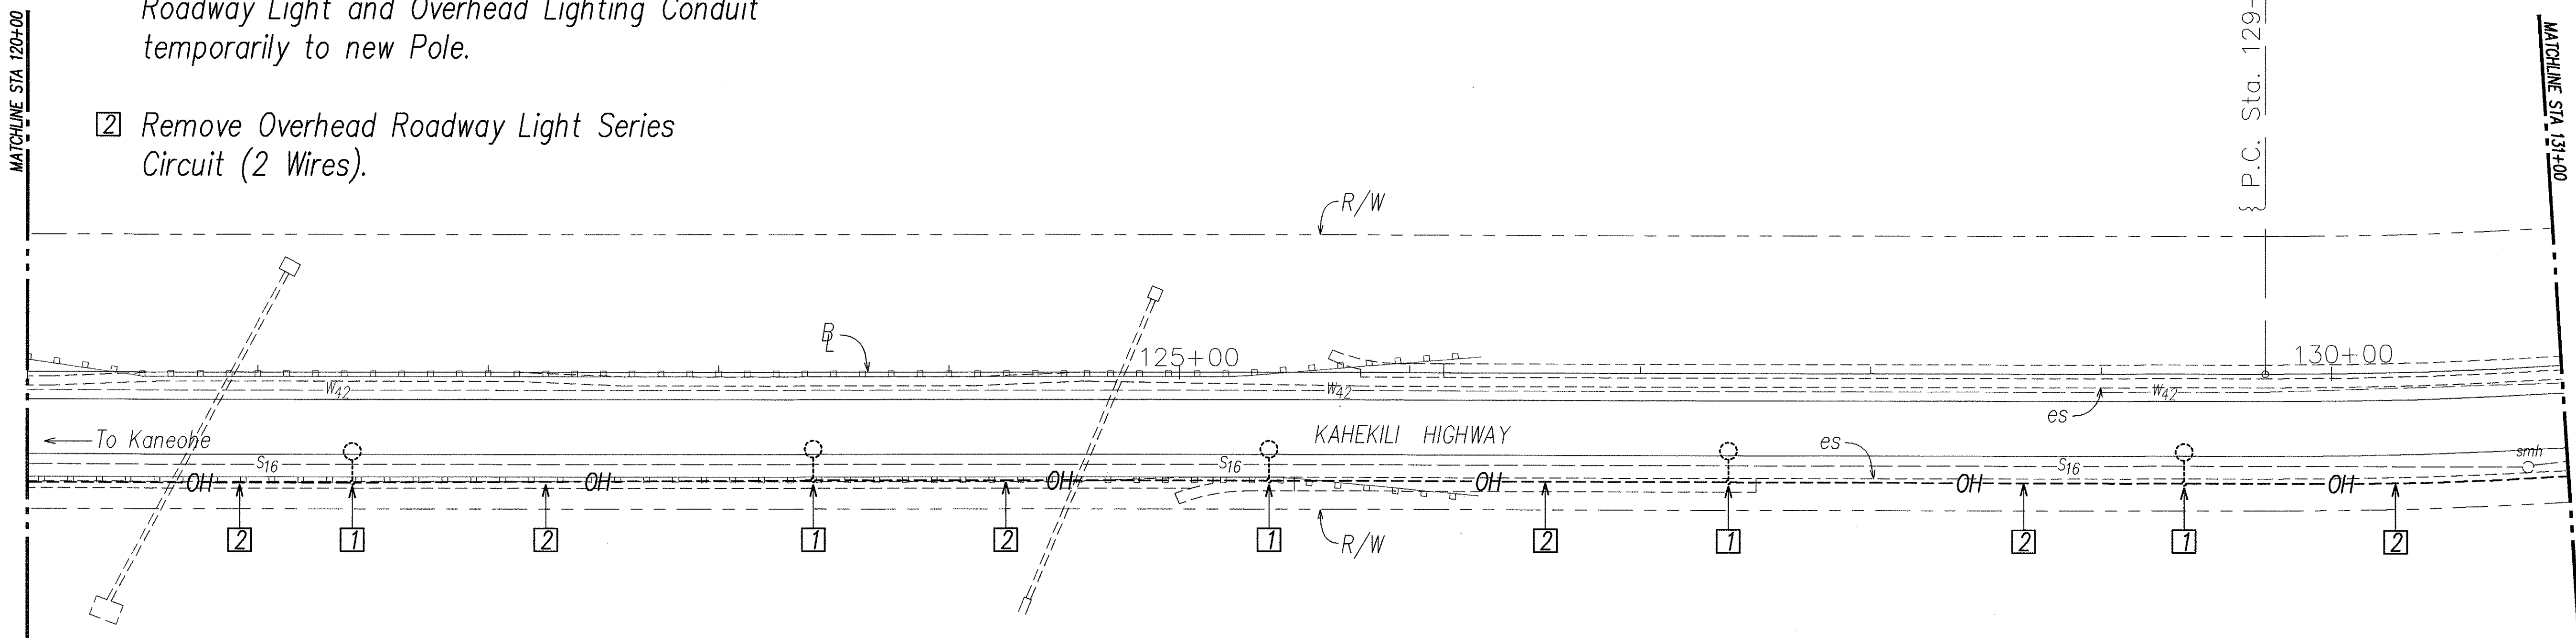 Roadway Light and Overhead Lighting Conduit
temporarily to new Pole.
2 Remove Overhead Roadway Light Series
Circuit (2 Wires).
MATCHLINE STA 120+00
P.C. Sta. 129+
MATCHLINE STA 131+00
R/W
BL
125+00
130+00
W42
W42
W42
es
To Kaneohe
KAHEKILI HIGHWAY
es
S16
S16
S16
smh
OH
OH
OH
OH
OH
OH
2
1
2
1
2
1
R/W
2
1
2
1
2